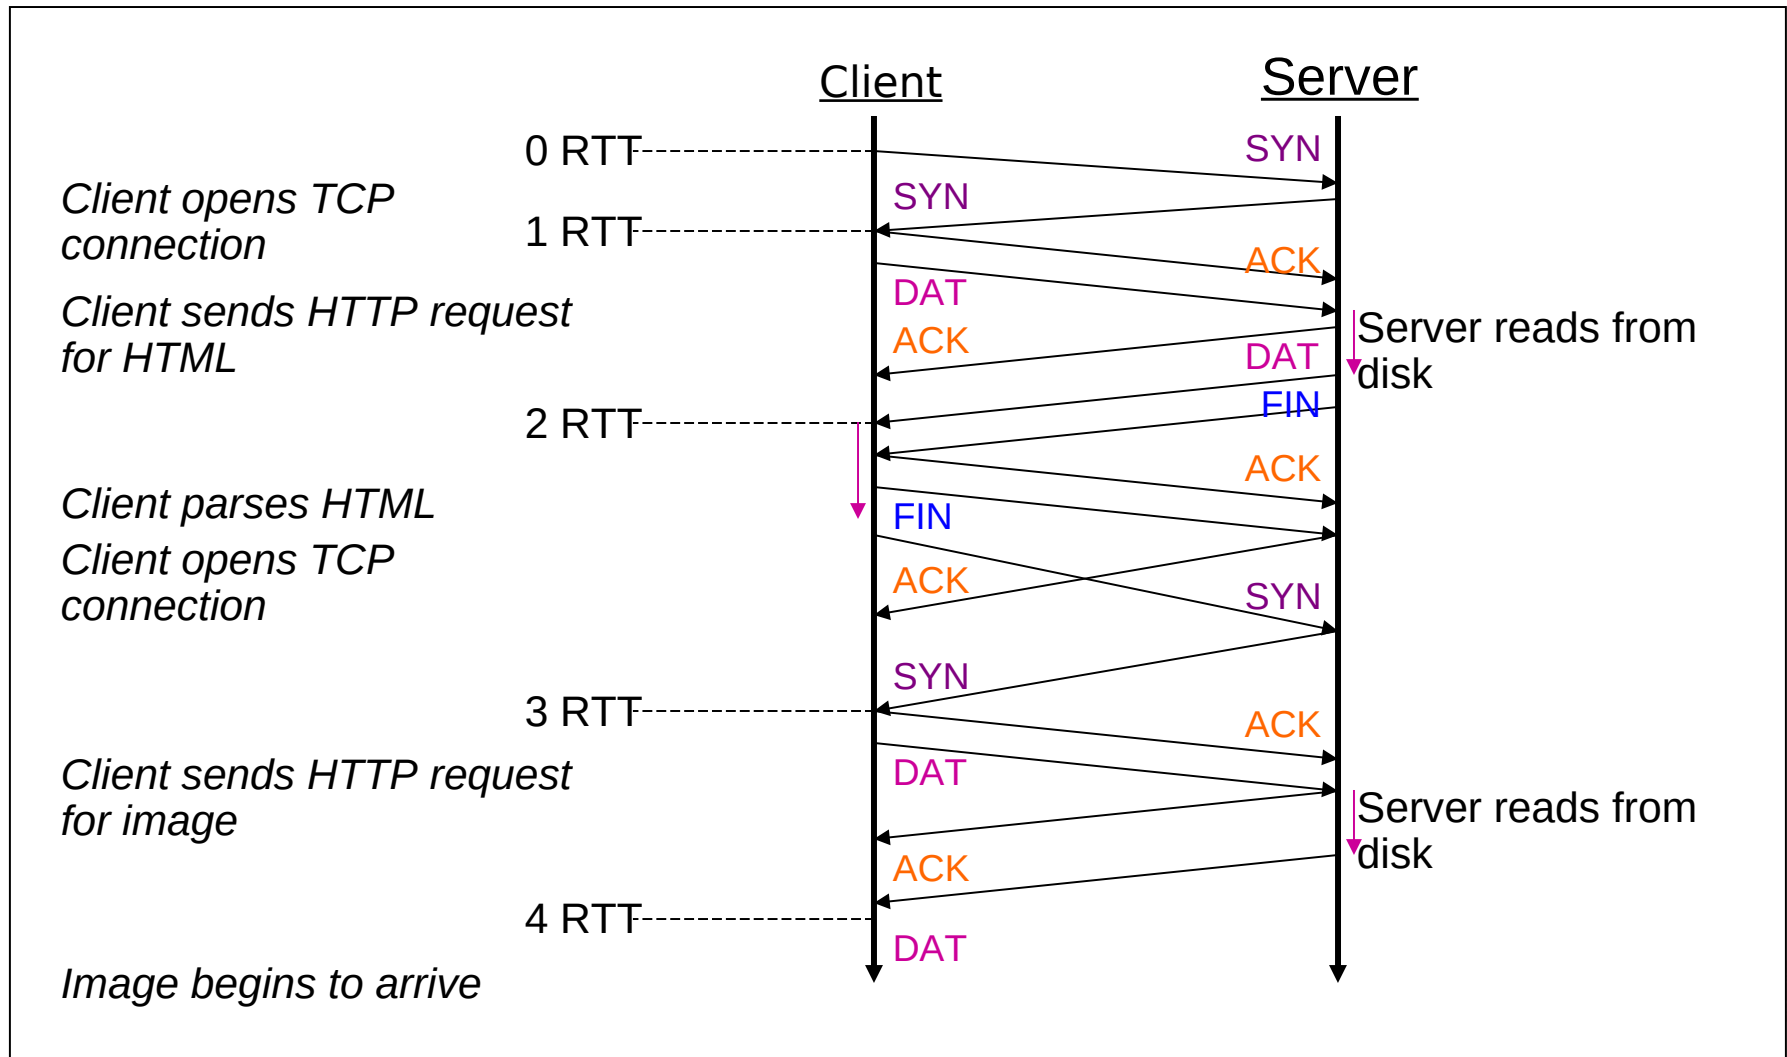 Client
Server
0 RTT
SYN
Client opens TCP
connection
SYN
1 RTT
ACK
Client sends HTTP request
for HTML
DAT
ACK
Server reads from
disk
DAT
FIN
2 RTT
ACK
Client parses HTML
FIN
Client opens TCP
connection
ACK
SYN
SYN
3 RTT
ACK
Client sends HTTP request
for image
DAT
Server reads from
disk
ACK
4 RTT
DAT
Image begins to arrive